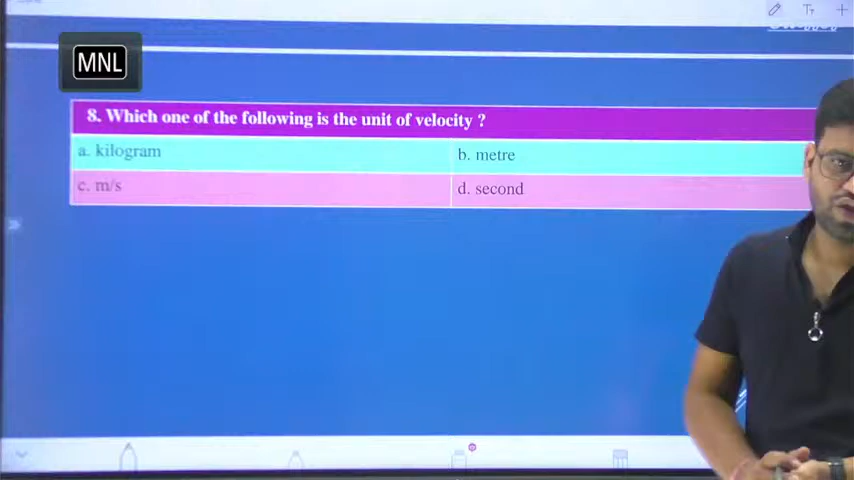 MNL
8. Which one of the following is the unit of velocity ?
a. kilogram
b. metre
c. m/s
d. second